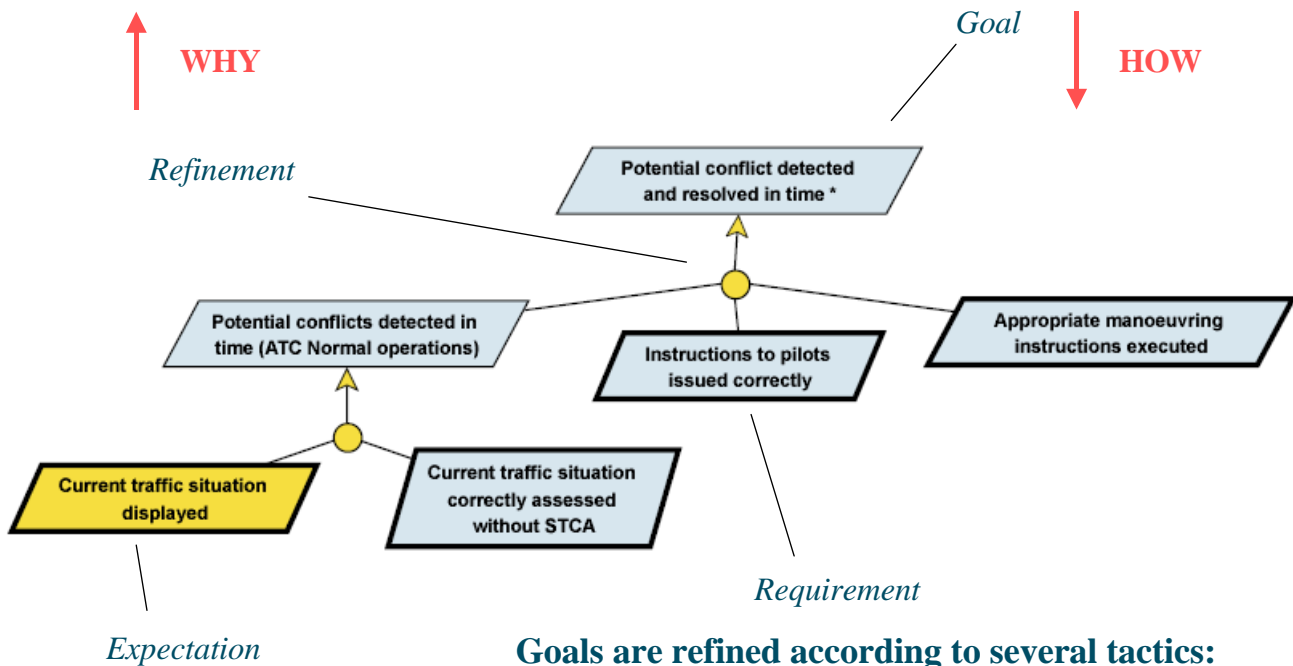 Goal
WHY
HOW
Refinement
Potential conflict detected
and resolved in time *
Potential conflicts detected in
time (ATC Normal operations)
Instructions to pilots
issued correctly
Appropriate manoeuvring
instructions executed
Current traffic situation
displayed
Current traffic situation
correctly assessed
without STCA
Requirement
Expectation
Goals are refined according to several tactics: